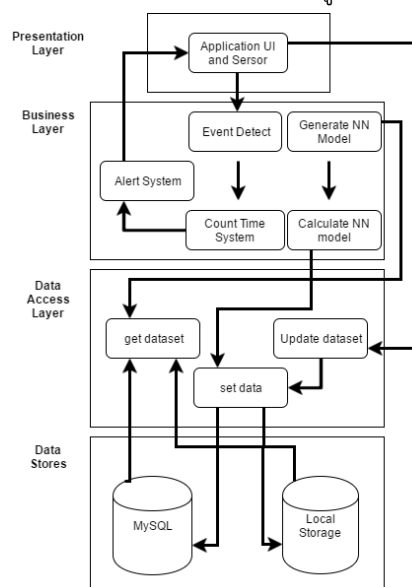 Presentation
Layer
Application UI
and Sersor
Business
Layer
Event Detect
Generate NN
Model
Alert System
Count Time
System
Calculate NN
model
Data
Access
Layer
get dataset
Update dataset
set data
Data
Stores
MySQL
Local
Storage